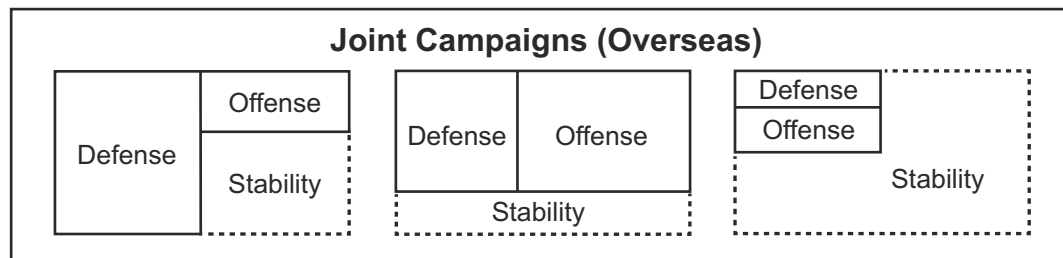 Joint Campaigns (Overseas)
Defense
Offense
Stability
Defense
Offense
Stability
Defense
Offense
Stability